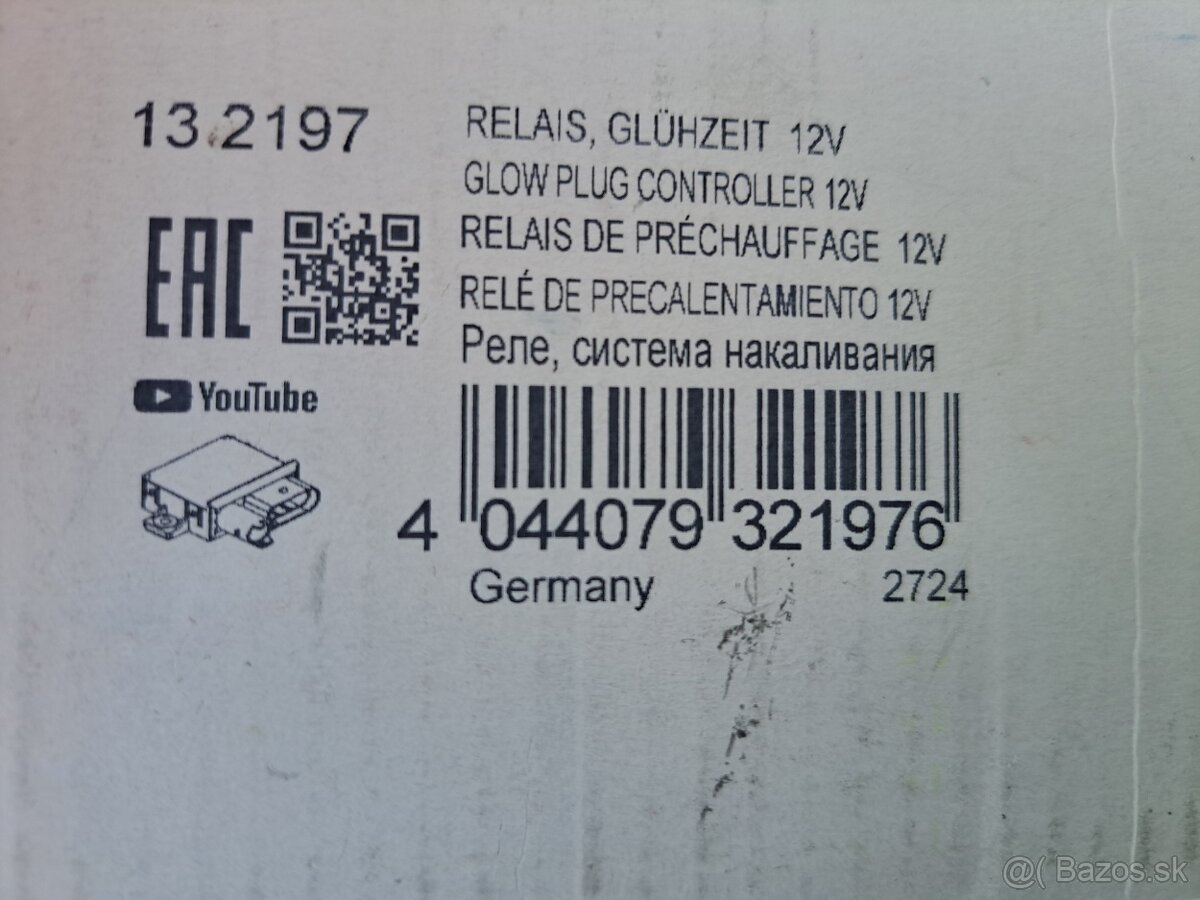 13.2197
RELAIS, GLÜHZEIT 12V
GLOW PLUG CONTROLLER 12V
RELAIS DE PRÉCHAUFFAGE 12V
RELÉ DE PRECALENTAMIENTO 12V
Реле, система накаливания
EAC
YouTube
4 044079 321976
Germany 2724
@( Bazos.sk